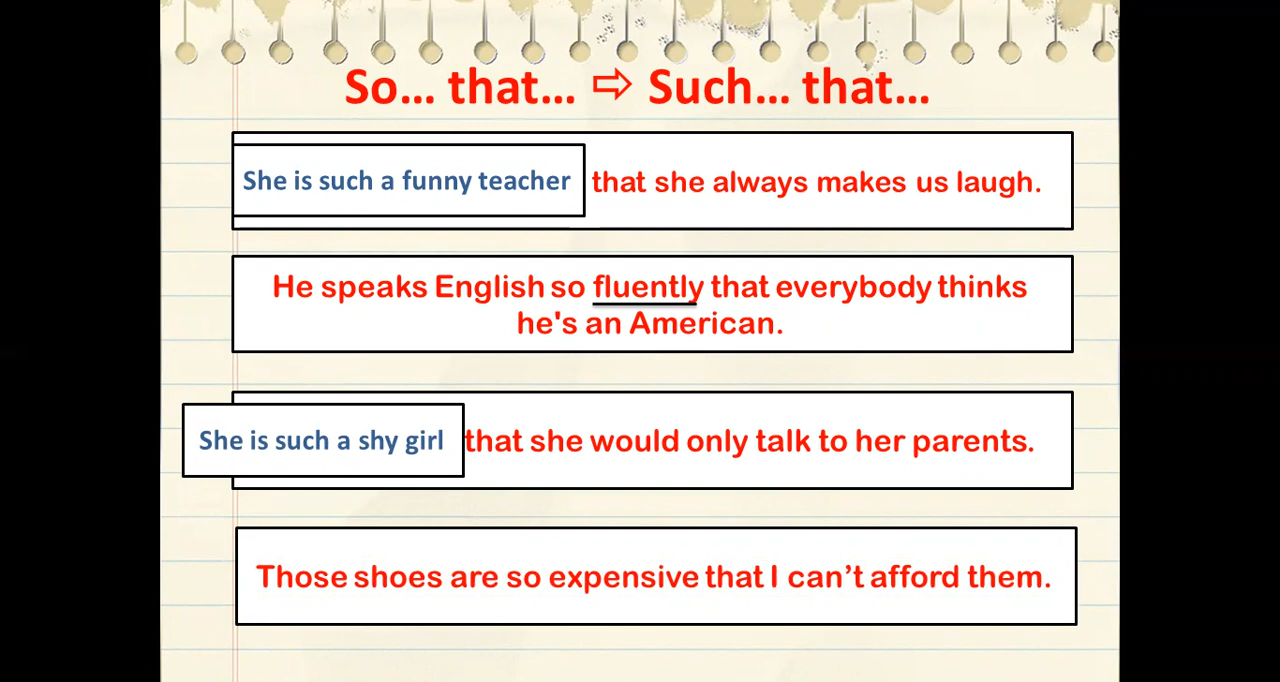 So... that... ⇨ Such... that...
She is such a funny teacher that she always makes us laugh.
He speaks English so fluently that everybody thinks
he's an American.
She is such a shy girl that she would only talk to her parents.
Those shoes are so expensive that I can’t afford them.